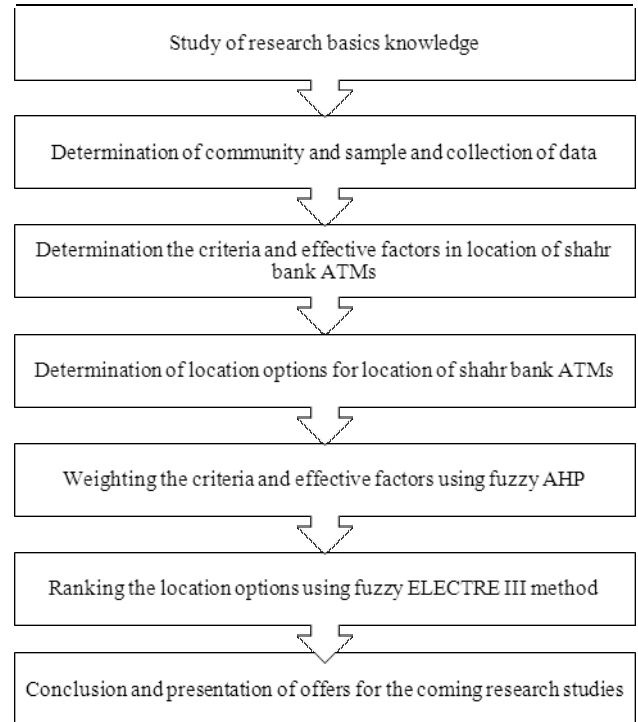 Study of research basics knowledge
Determination of community and sample and collection of data
Determination the criteria and effective factors in location of shahr
bank ATMs
Determination of location options for location of shahr bank ATMs
Weighting the criteria and effective factors using fuzzy AHP
Ranking the location options using fuzzy ELECTRE III method
Conclusion and presentation of offers for the coming research studies